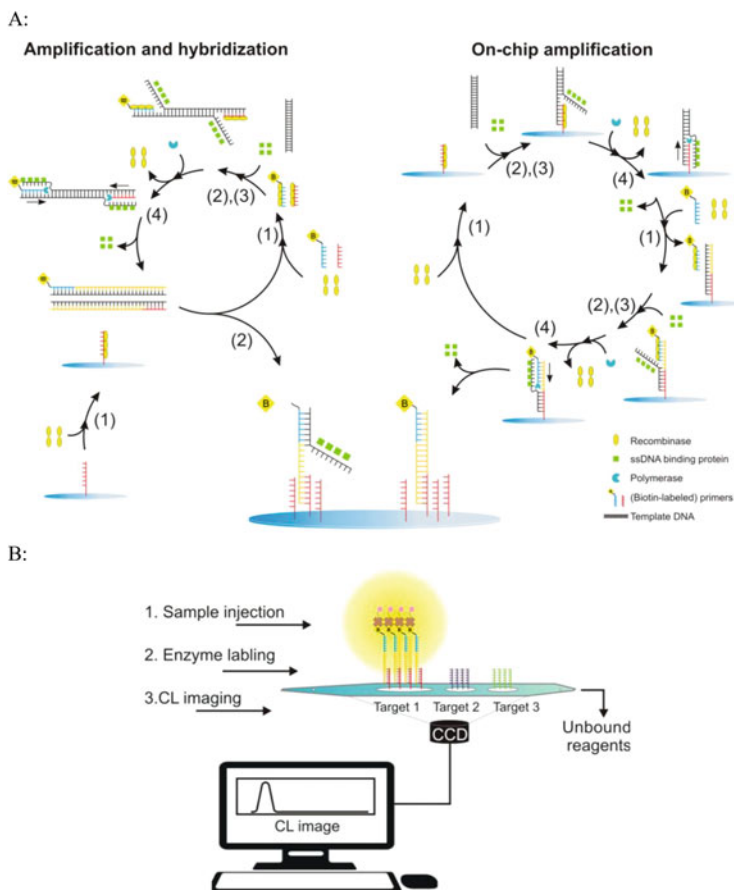 A:
Amplification and hybridization
On-chip amplification
(2),(3)
(4)
(1)
(2)
(1)
B
B
(2),(3)
(4)
(1)
(1)
(2),(3)
(4)
B
B
B
Recombinase
ssDNA binding protein
Polymerase
(Biotin-labeled) primers
Template DNA
B:
1. Sample injection
2. Enzyme labling
3.CL imaging
Target 1
Target 2
Target 3
CCD
Unbound
reagents
CL image